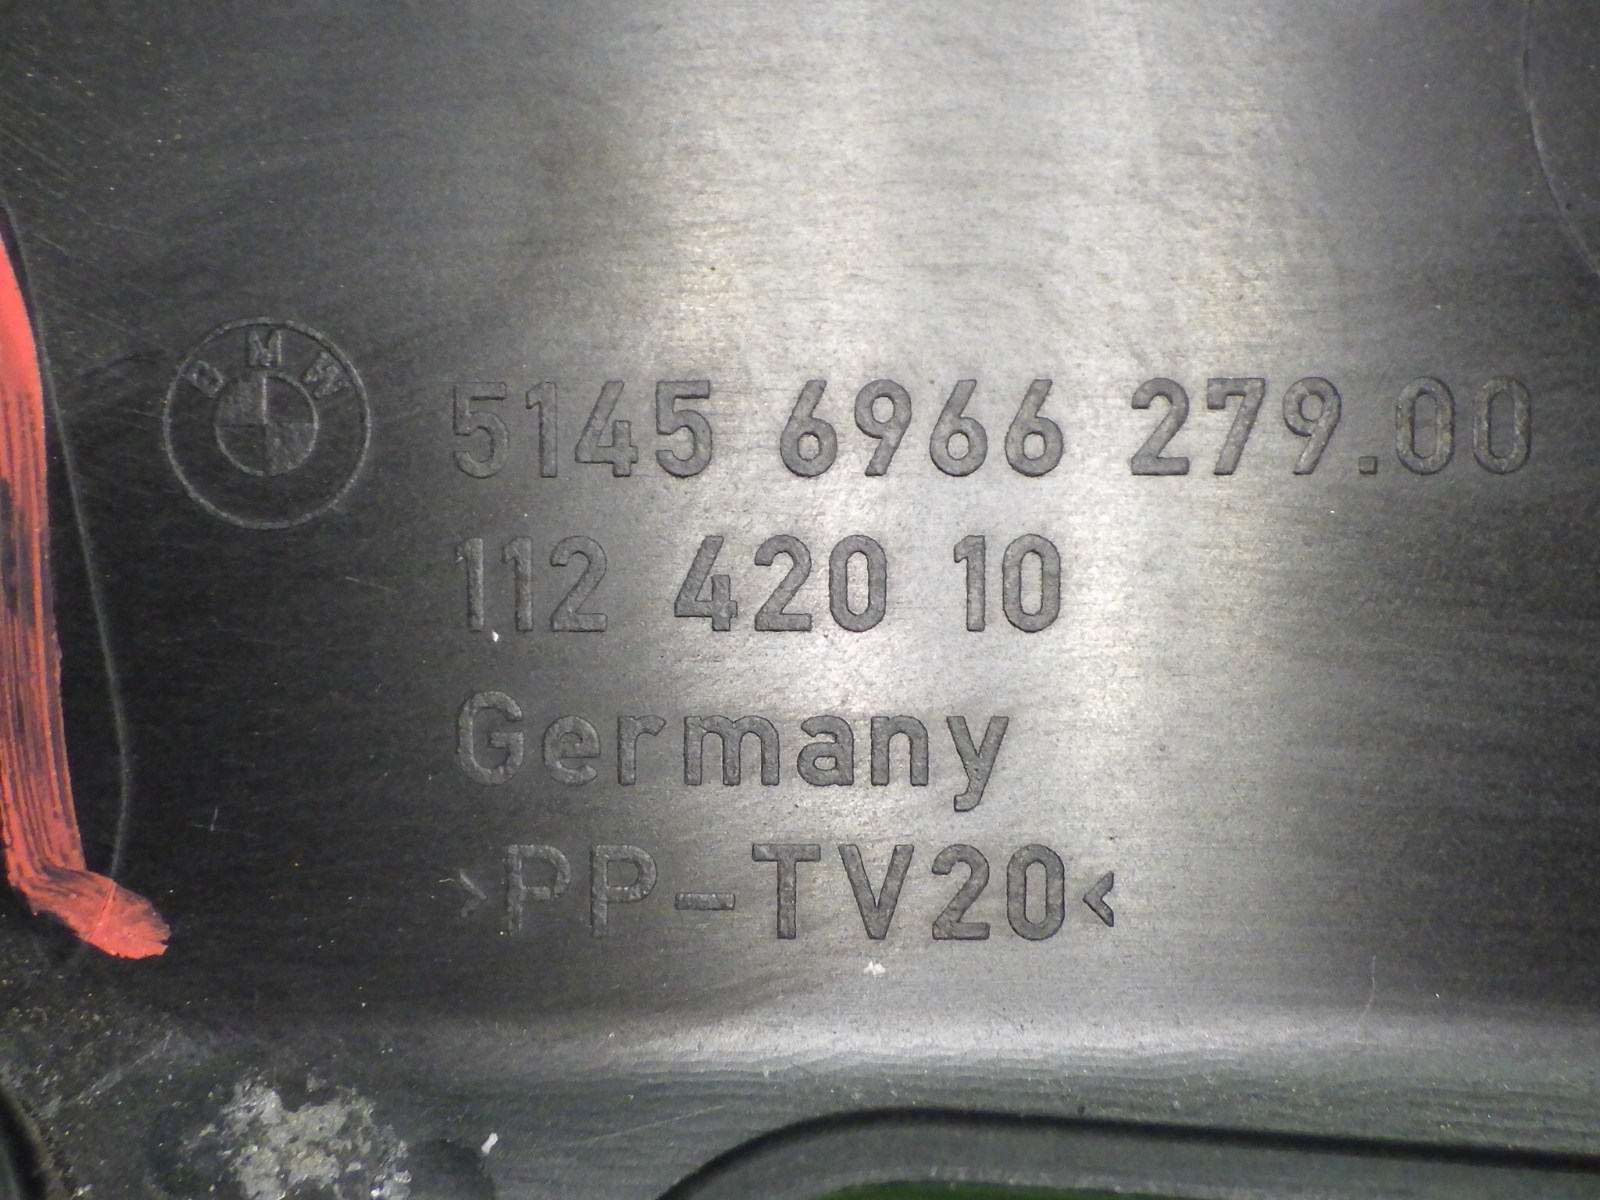 BMW
5145 6966 279.00
112 420 10
Germany
>PP-TV20<